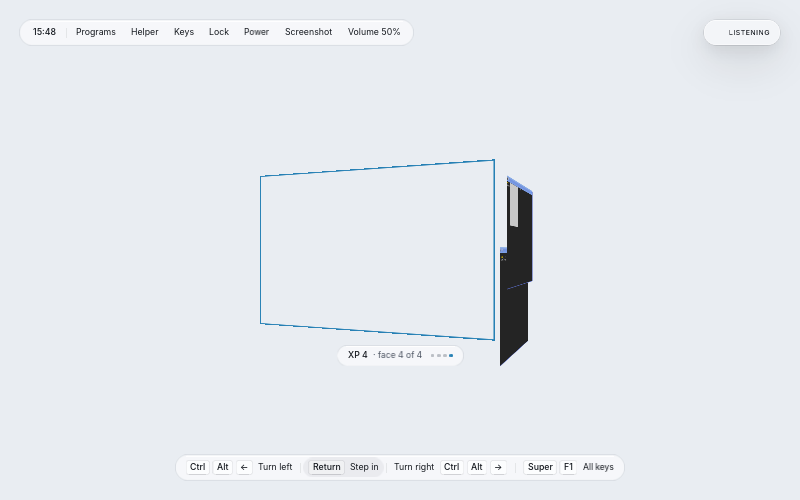 15:48 Programs Helper Keys Lock Power Screenshot Volume 50%
LISTENING
XP 4 · face 4 of 4
Ctrl Alt ← Turn left Return Step in Turn right Ctrl Alt → Super F1 All keys